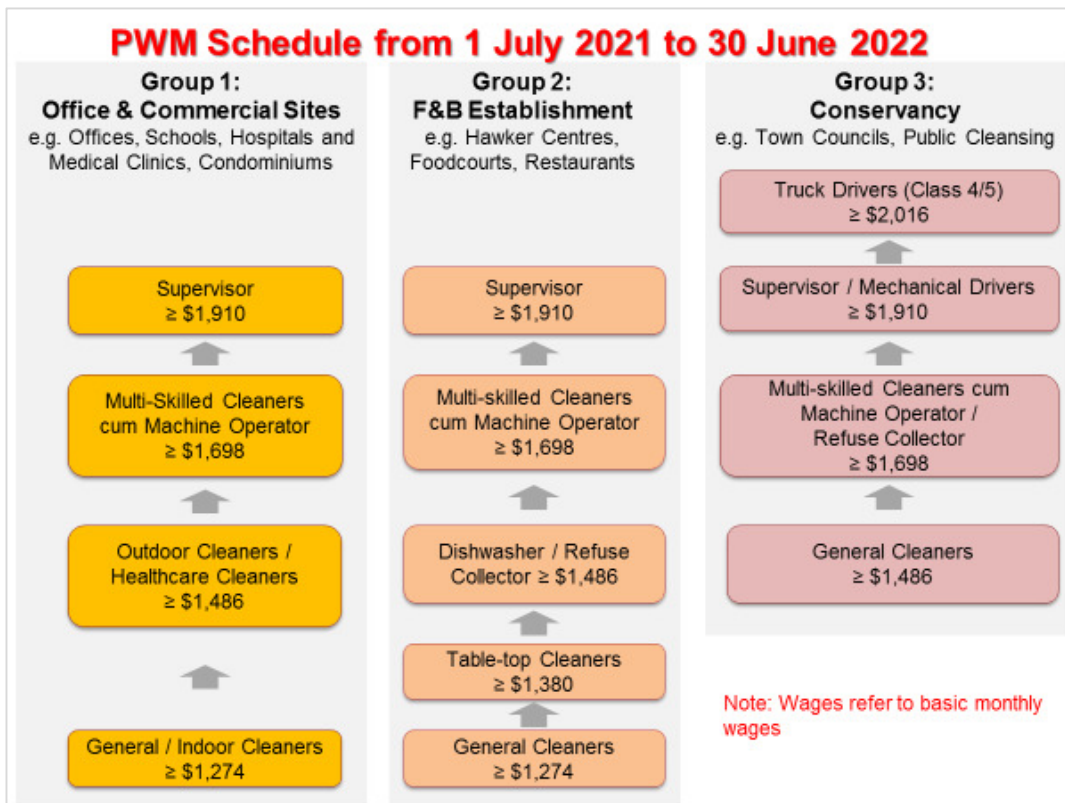 PWM Schedule from 1 July 2021 to 30 June 2022
Group 1:
Office & Commercial Sites
e.g. Offices, Schools, Hospitals and
Medical Clinics, Condominiums
Supervisor
≥ $1,910
Multi-Skilled Cleaners
cum Machine Operator
≥ $1,698
Outdoor Cleaners /
Healthcare Cleaners
≥ $1,486
General / Indoor Cleaners
≥ $1,274
Group 2:
F&B Establishment
e.g. Hawker Centres,
Foodcourts, Restaurants
Supervisor
≥ $1,910
Multi-skilled Cleaners
cum Machine Operator
≥ $1,698
Dishwasher / Refuse
Collector ≥ $1,486
Table-top Cleaners
≥ $1,380
General Cleaners
≥ $1,274
Group 3:
Conservancy
e.g. Town Councils, Public Cleansing
Truck Drivers (Class 4/5)
≥ $2,016
Supervisor / Mechanical Drivers
≥ $1,910
Multi-skilled Cleaners cum
Machine Operator /
Refuse Collector
≥ $1,698
General Cleaners
≥ $1,486
Note: Wages refer to basic monthly
wages